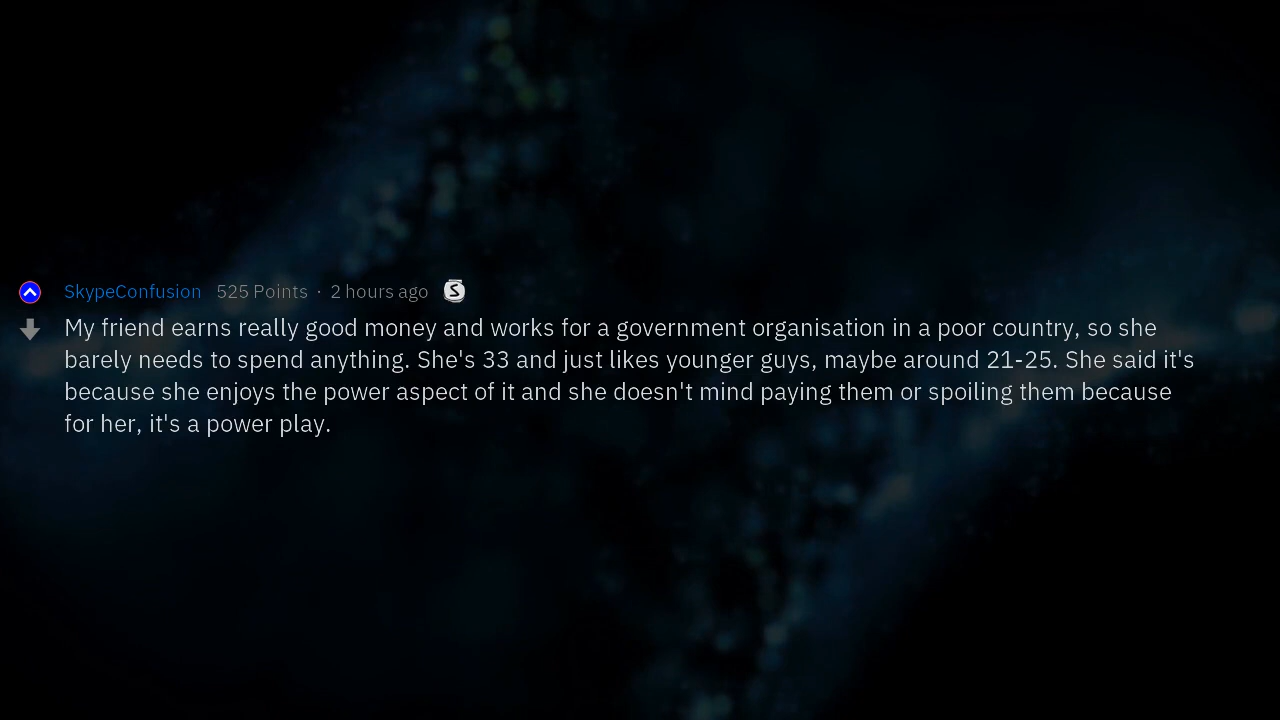 SkypeConfusion 525 Points · 2 hours ago S
My friend earns really good money and works for a government organisation in a poor country, so she
barely needs to spend anything. She's 33 and just likes younger guys, maybe around 21-25. She said it's
because she enjoys the power aspect of it and she doesn't mind paying them or spoiling them because
for her, it's a power play.